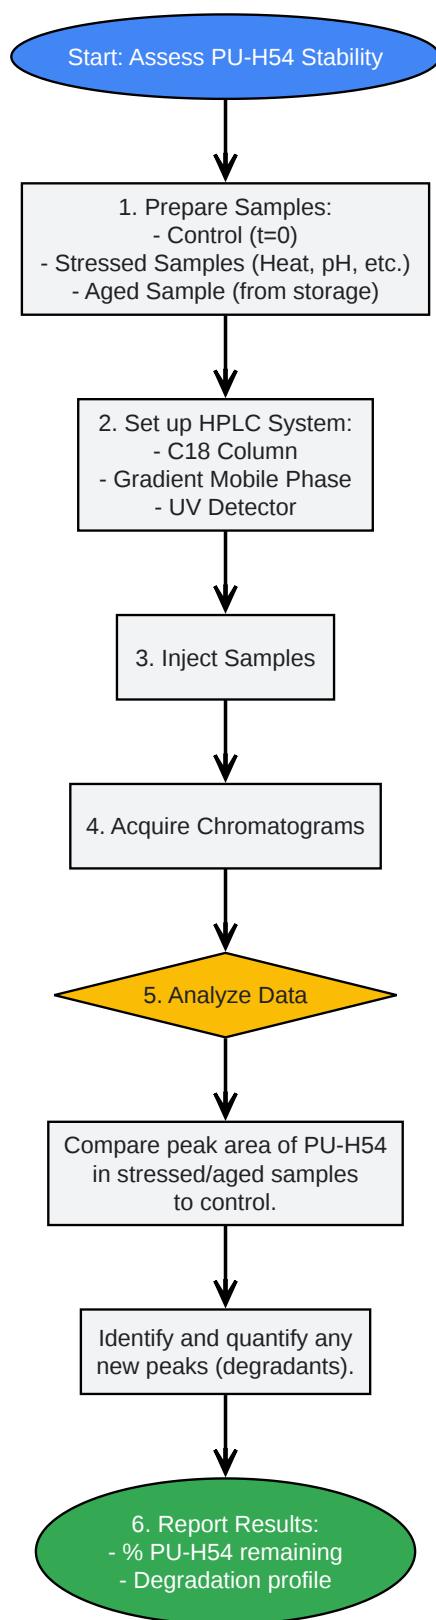 Start: Assess PU-H54 Stability
1. Prepare Samples:
- Control (t=0)
- Stressed Samples (Heat, pH, etc.)
- Aged Sample (from storage)
2. Set up HPLC System:
- C18 Column
- Gradient Mobile Phase
- UV Detector
3. Inject Samples
4. Acquire Chromatograms
5. Analyze Data
Compare peak area of PU-H54
in stressed/aged samples
to control.
Identify and quantify any
new peaks (degradants).
6. Report Results:
- % PU-H54 remaining
- Degradation profile